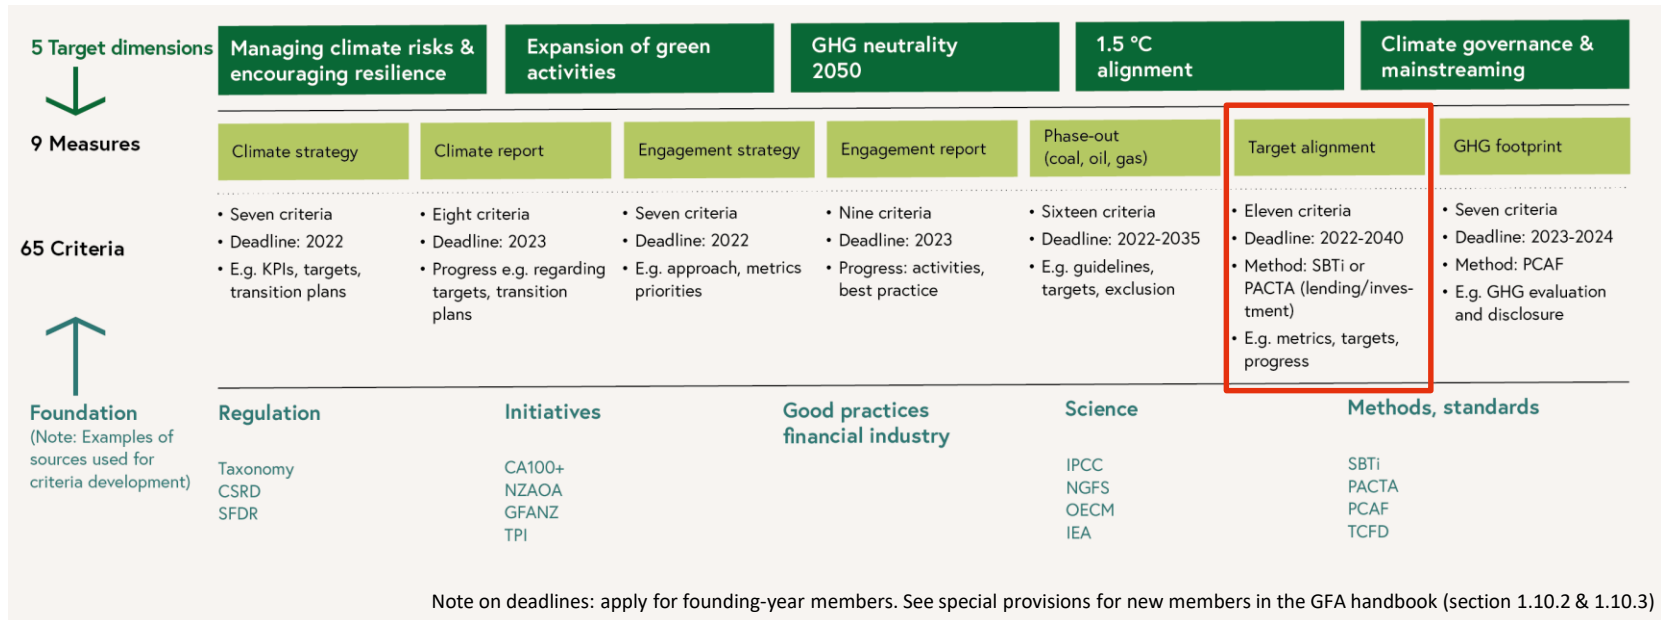 5 Target dimensions
Managing climate risks &
encouraging resilience
Expansion of green
activities
GHG neutrality
2050
1.5 °C
alignment
Climate governance &
mainstreaming
9 Measures
Climate strategy
Climate report
Engagement strategy
Engagement report
Phase-out
(coal, oil, gas)
Target alignment
GHG footprint
65 Criteria
• Seven criteria
• Deadline: 2022
• E.g. KPIs, targets,
transition plans
• Eight criteria
• Deadline: 2023
• Progress e.g. regarding
targets, transition
plans
• Seven criteria
• Deadline: 2022
• E.g. approach, metrics
priorities
• Nine criteria
• Deadline: 2023
• Progress: activities,
best practice
• Sixteen criteria
• Deadline: 2022-2035
• E.g. guidelines,
targets, exclusion
• Eleven criteria
• Deadline: 2022-2040
• Method: SBTi or
PACTA (lending/inves-
tment)
• E.g. metrics, targets,
progress
• Seven criteria
• Deadline: 2023-2024
• Method: PCAF
• E.g. GHG evaluation
and disclosure
Foundation
(Note: Examples of
sources used for
criteria development)
Regulation
Taxonomy
CSRD
SFDR
Initiatives
CA100+
NZAOA
GFANZ
TPI
Good practices
financial industry
Science
IPCC
NGFS
OECM
IEA
Methods, standards
SBTi
PACTA
PCAF
TCFD
Note on deadlines: apply for founding-year members. See special provisions for new members in the GFA handbook (section 1.10.2 & 1.10.3)